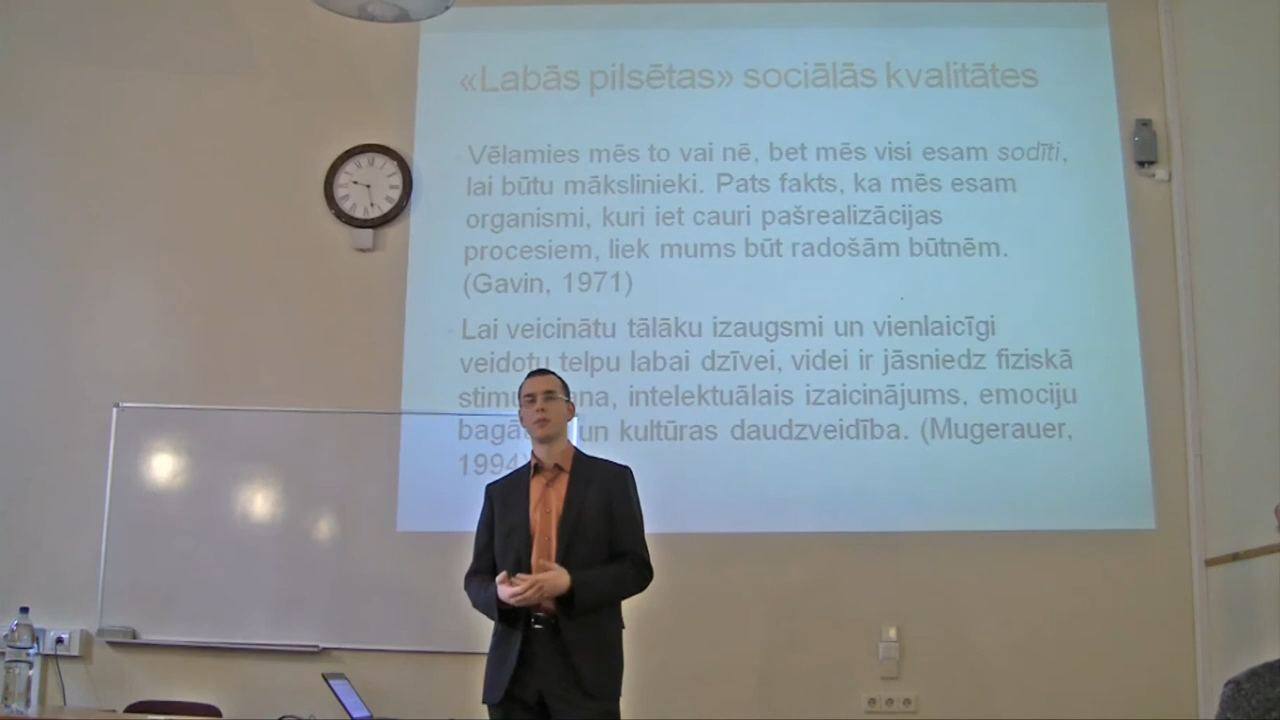 «Labās pilsētas» sociālās kvalitātes
Vēlamies mēs to vai nē, bet mēs visi esam sodīti,
lai būtu mākslinieki. Pats fakts, ka mēs esam
organismi, kuri iet cauri pašrealizācijas
procesiem, liek mums būt radošām būtnēm.
(Gavin, 1971)
Lai veicinātu tālāku izaugsmi un vienlaicīgi
veidotu telpu labai dzīvei, videi ir jāsniedz fiziskā
intelektuālais izaicinājums, emociju
un kultūras daudzveidība. (Mugerauer,
1994)